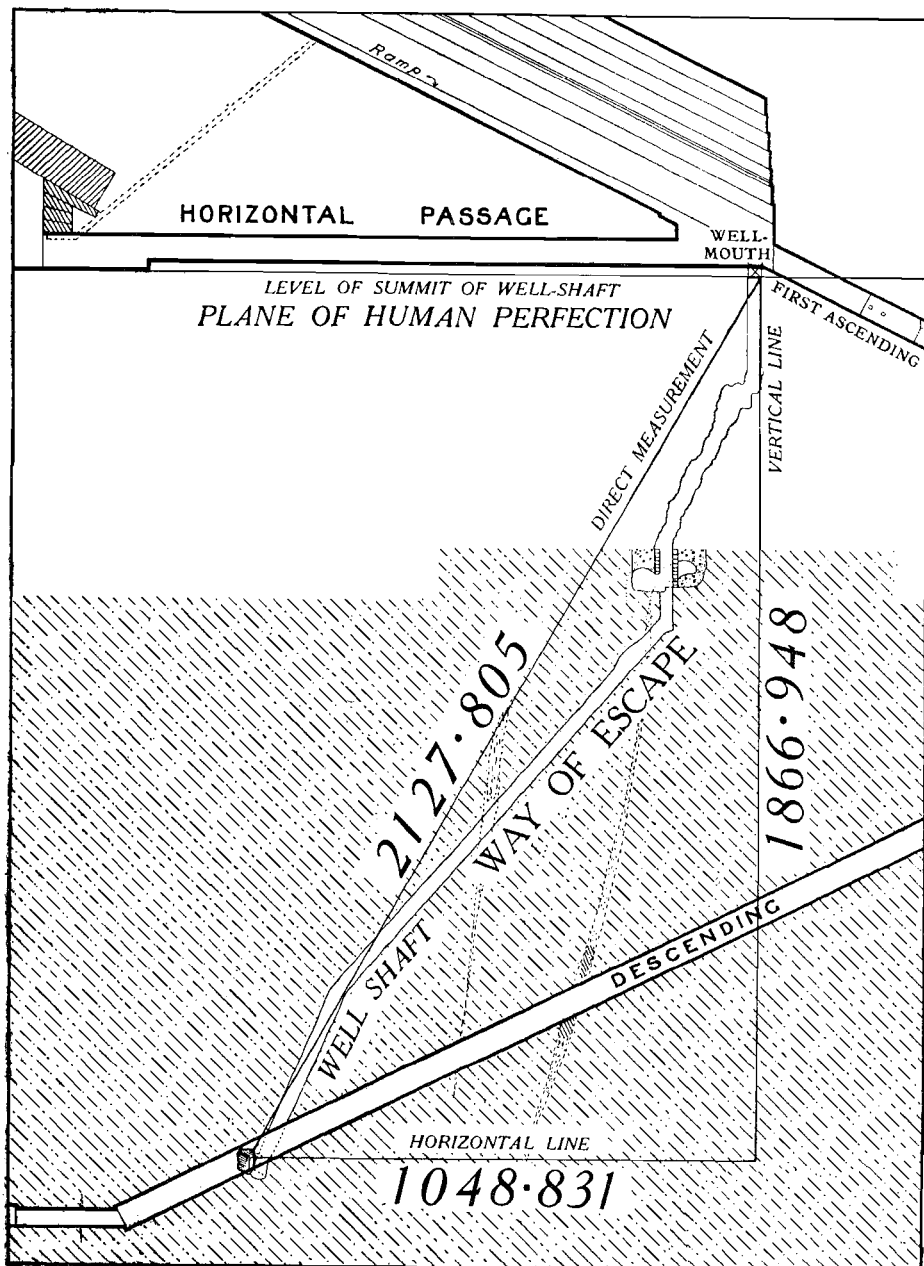 Ramp
HORIZONTAL PASSAGE
WELL-
MOUTH
LEVEL OF SUMMIT OF WELL-SHAFT
PLANE OF HUMAN PERFECTION
FIRST ASCENDING
DIRECT MEASUREMENT
VERTICAL LINE
2127·805
WAY OF ESCAPE
1866·948
WELL SHAFT
DESCENDING
HORIZONTAL LINE
1048·831